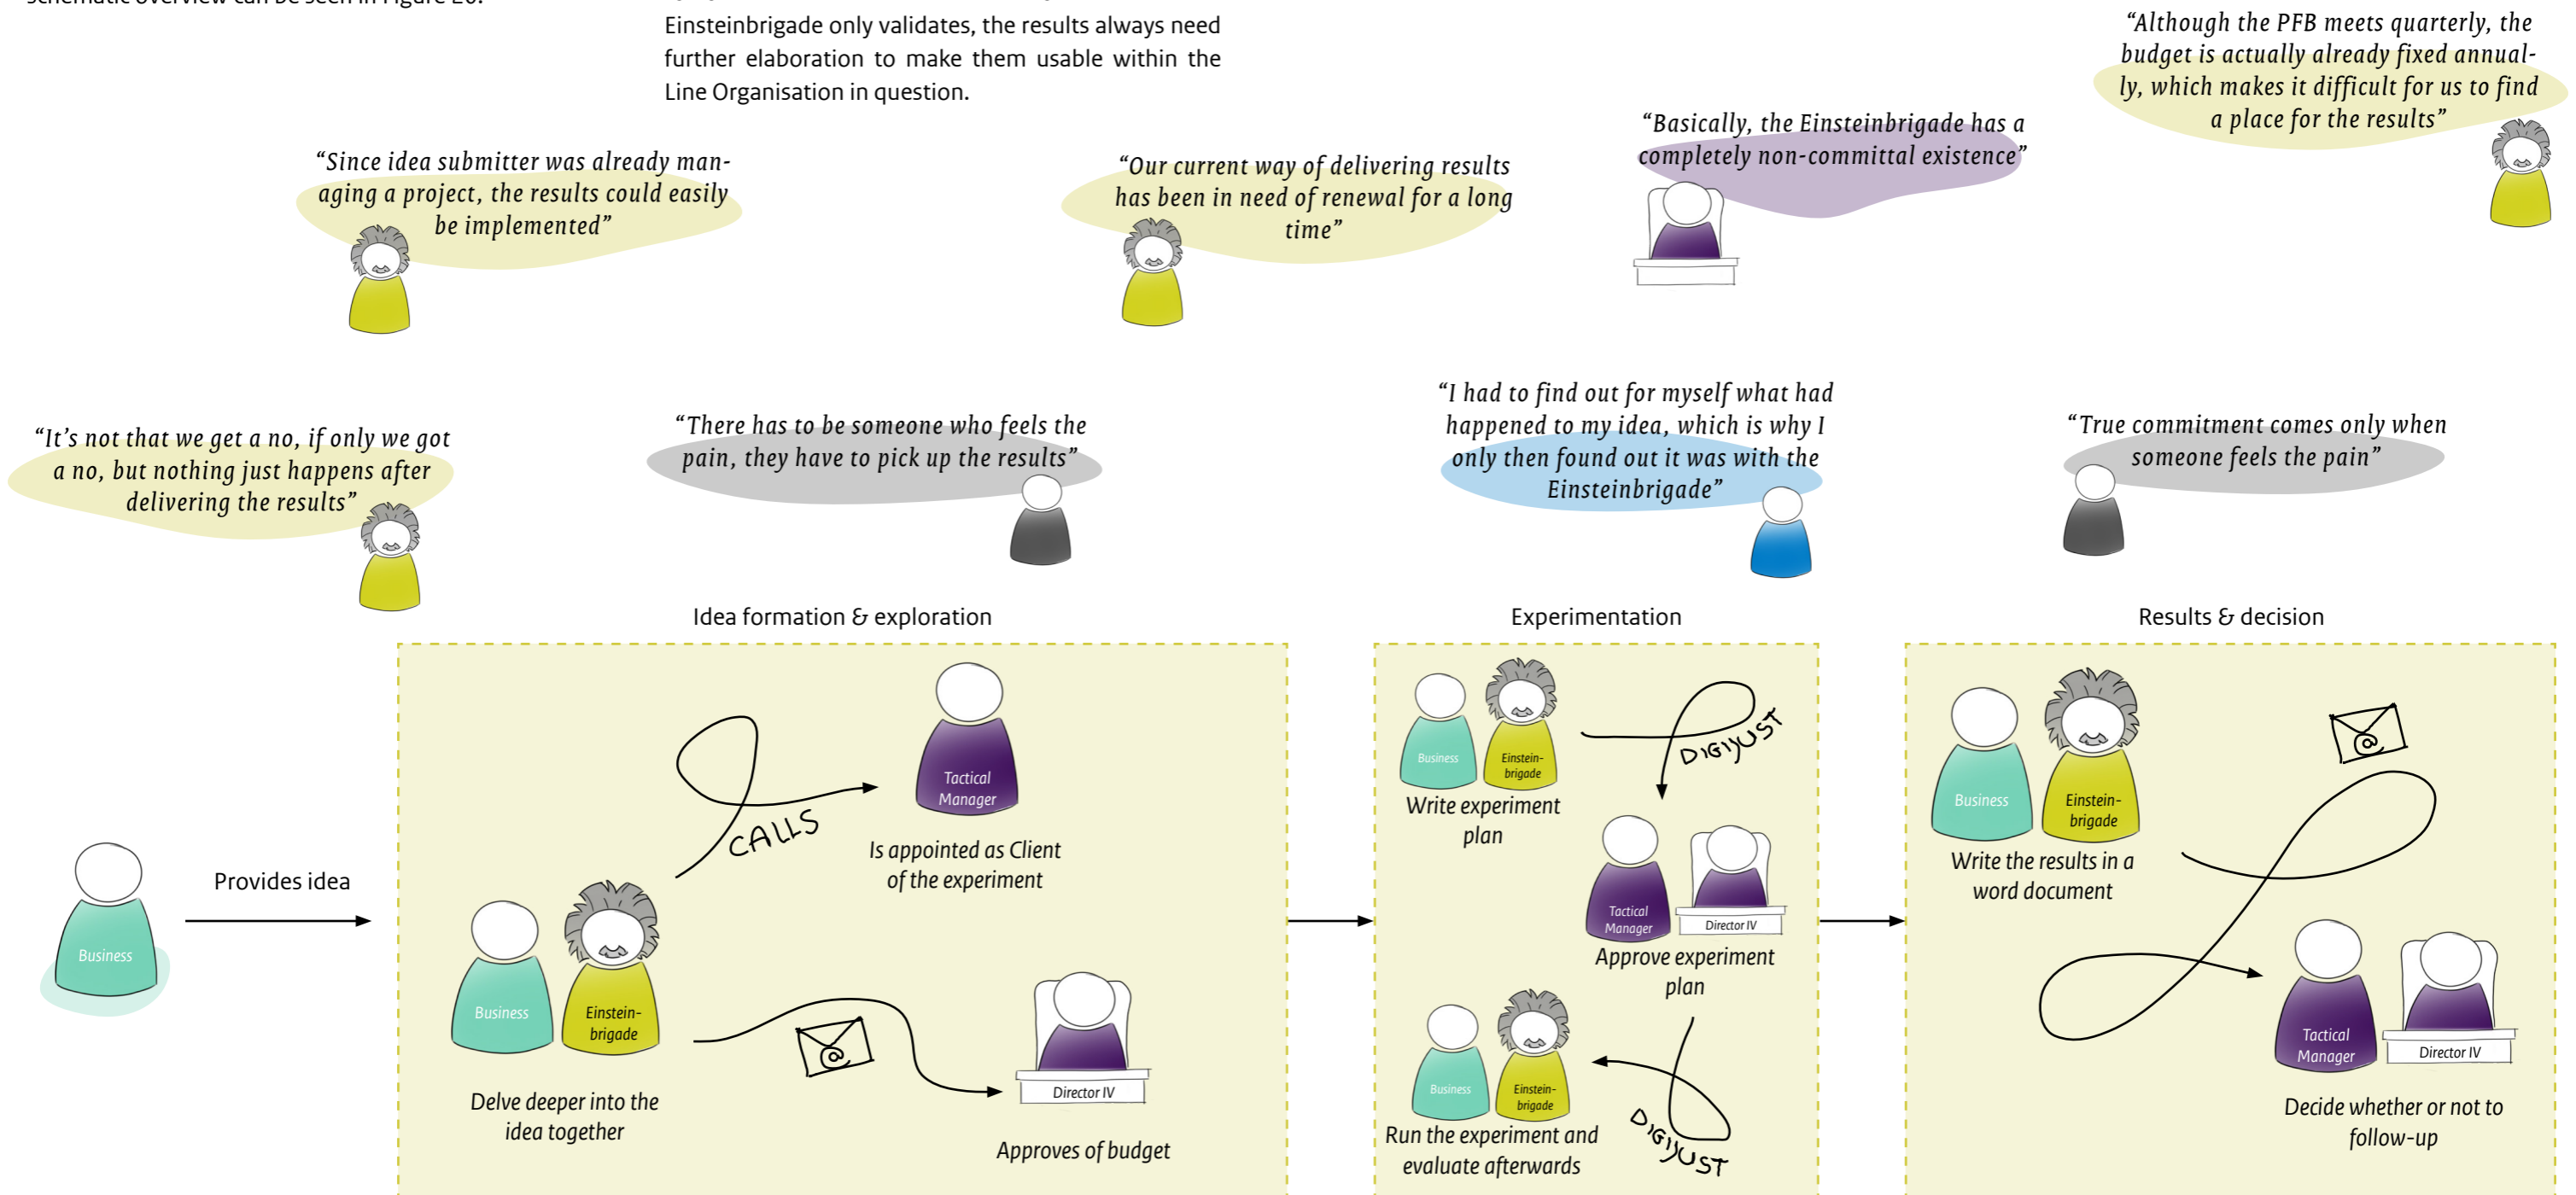 schematic overview can be seen in Figure 20.
Einsteinbrigade only validates, the results always need
further elaboration to make them usable within the
Line Organisation in question.
“Although the PFB meets quarterly, the
budget is actually already fixed annual-
ly, which makes it difficult for us to find
a place for the results”
“Basically, the Einsteinbrigade has a
completely non-committal existence”
“Since idea submitter was already man-
aging a project, the results could easily
be implemented”
“Our current way of delivering results
has been in need of renewal for a long
time”
“It’s not that we get a no, if only we got
a no, but nothing just happens after
delivering the results”
“There has to be someone who feels the
pain, they have to pick up the results”
“I had to find out for myself what had
happened to my idea, which is why I
only then found out it was with the
Einsteinbrigade”
“True commitment comes only when
someone feels the pain”
Idea formation & exploration
Experimentation
Results & decision
Business
Provides idea
CALLS
Tactical
Manager
Is appointed as Client
of the experiment
Business
Einstein-
brigade
Delve deeper into the
idea together
@
Director IV
Approves of budget
Business
Einstein-
brigade
Write experiment
plan
DIGIJUST
Tactical
Manager
Director IV
Approve experiment
plan
Business
Einstein-
brigade
Run the experiment and
evaluate afterwards
DIGIJUST
Business
Einstein-
brigade
Write the results in a
word document
@
Tactical
Manager
Director IV
Decide whether or not to
follow-up